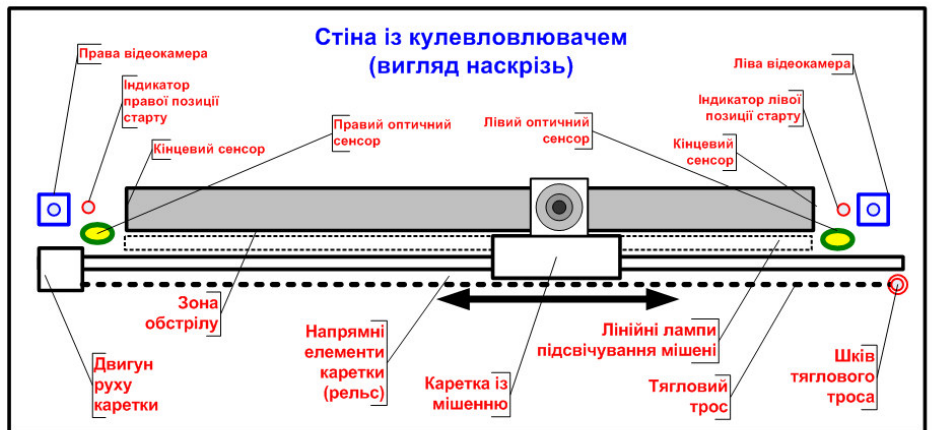 Стіна із кулевловлювачем
(вигляд наскрізь)
Права відеокамера
Ліва відеокамера
Індикатор
правої позиції
старту
Правий оптичний
сенсор
Лівий оптичний
сенсор
Індикатор лівої
позиції старту
Кінцевий сенсор
Кінцевий
сенсор
Зона
обстрілу
Напрямні
елементи
каретки
(рельс)
Лінійні лампи
підсвічування мішені
Двигун
руху
каретки
Каретка із
мішенню
Тягловий
трос
Шків
тяглового
троса